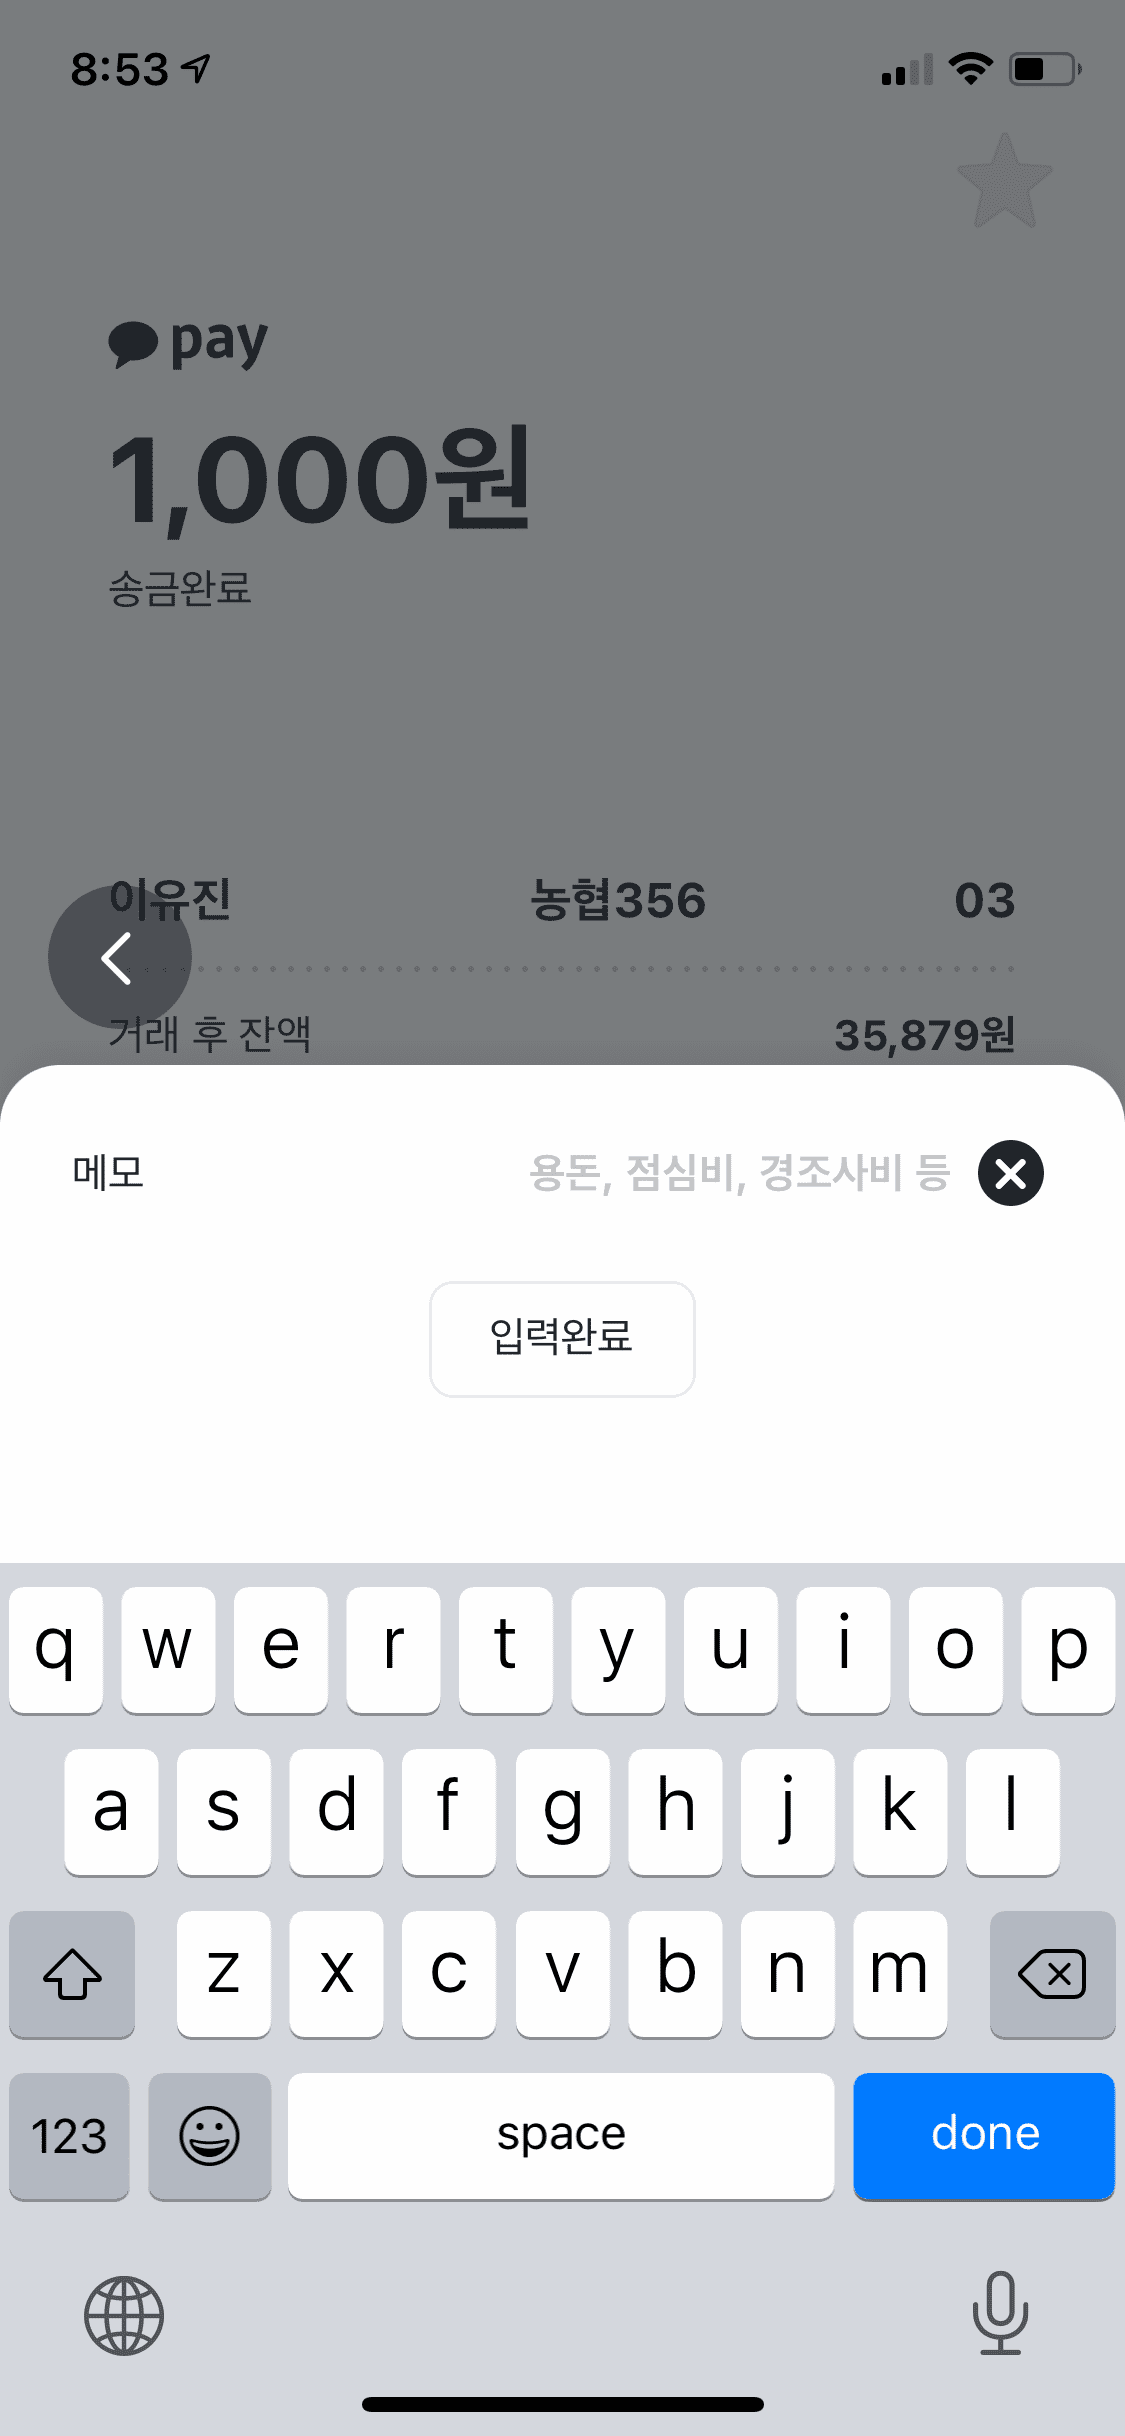 8:53
pay
1,000원
송금완료
이유진 농협356 03
거래 후 잔액 35,879원
메모 용돈, 점심비, 경조사비 등
입력완료
q w e r t y u i o p
a s d f g h j k l
z x c v b n m
123 space done